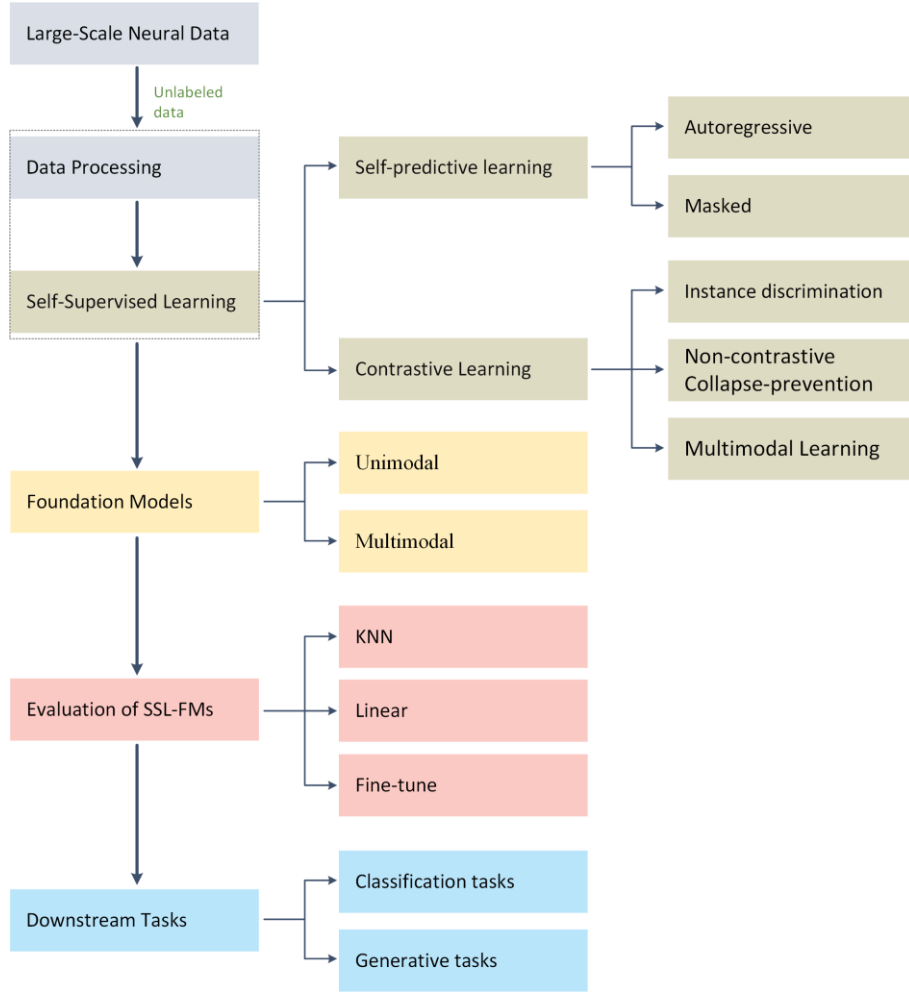 Large-Scale Neural Data
Unlabeled
data
Data Processing
Self-Supervised Learning
Self-predictive learning
Autoregressive
Masked
Contrastive Learning
Instance discrimination
Non-contrastive
Collapse-prevention
Multimodal Learning
Foundation Models
Unimodal
Multimodal
Evaluation of SSL-FMs
KNN
Linear
Fine-tune
Downstream Tasks
Classification tasks
Generative tasks